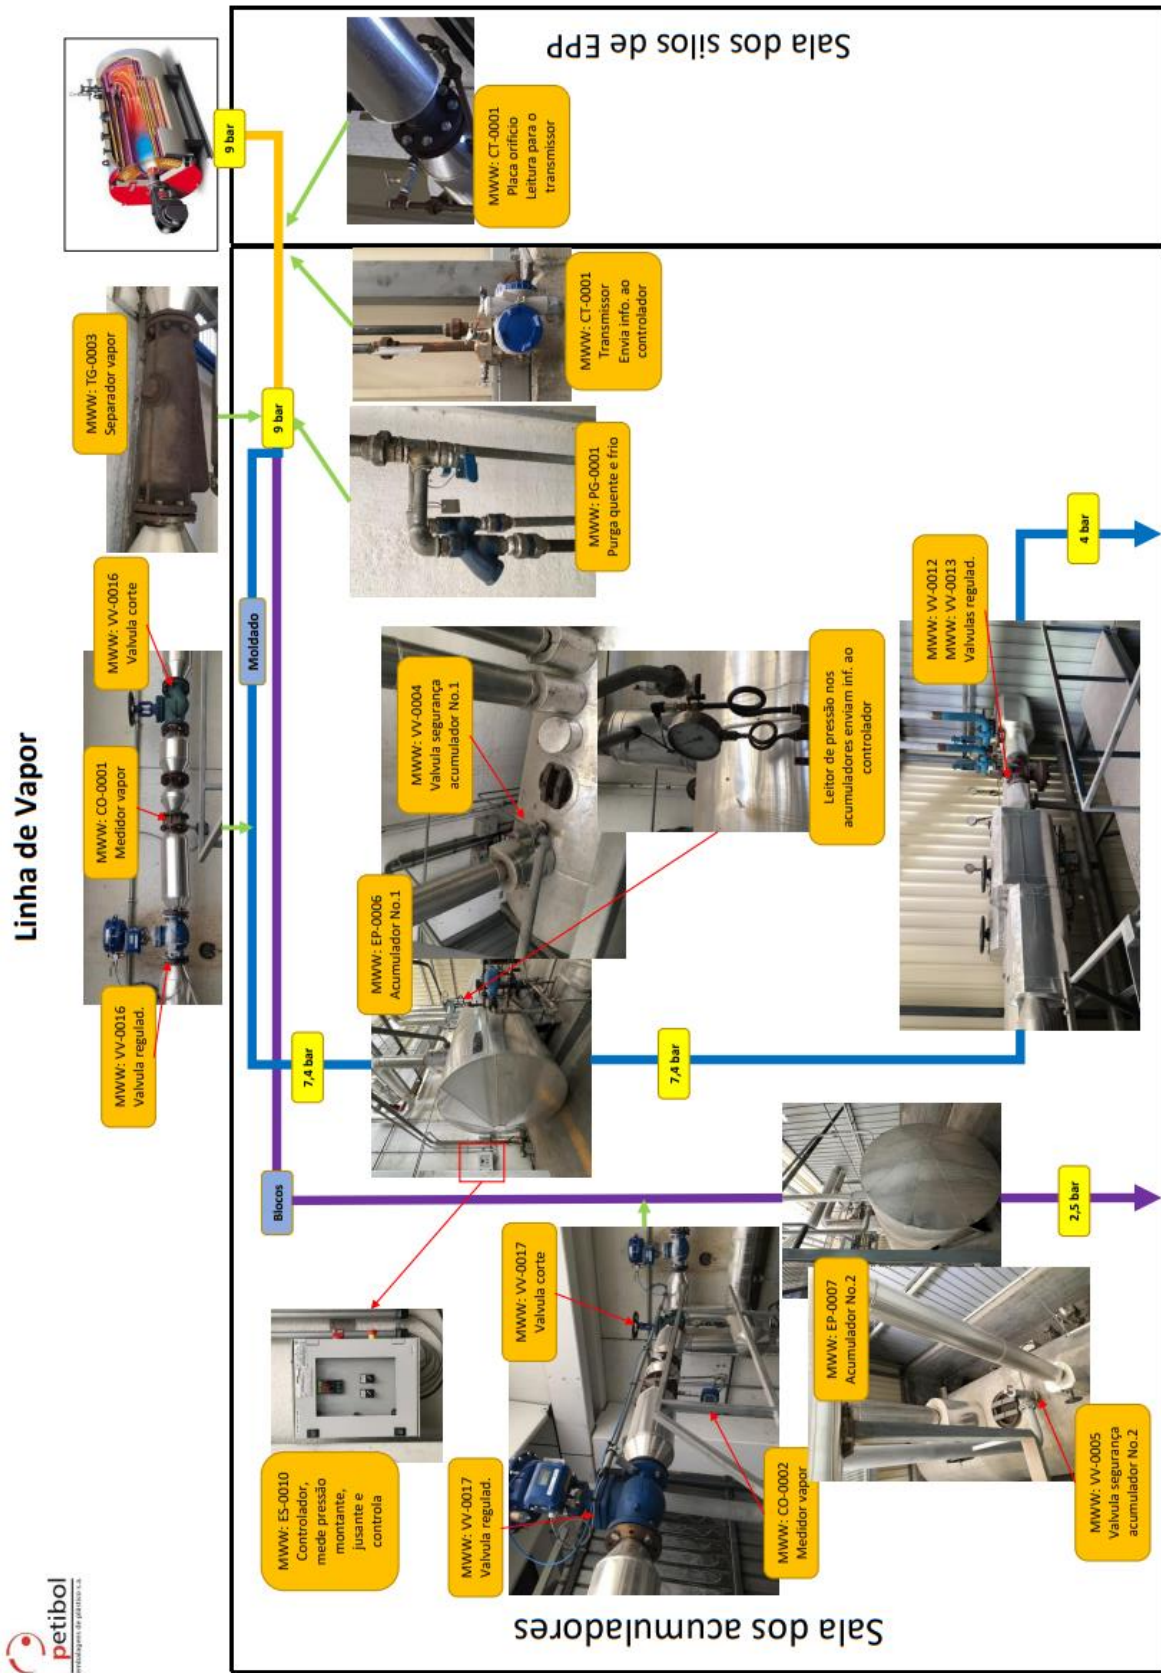 petibol
embalagens de plástico s.a.
Linha de Vapor
MWW: VV-0016
Valvula regulad.
MWW: CO-0001
Medidor vapor
MWW: VV-0016
Valvula corte
MWW: TG-0003
Separador vapor
9 bar
Blocos
Moldado
9 bar
7,4 bar
MWW: ES-0010
Controlador,
mede pressão
montante,
jusante e
controla
MWW: EP-0006
Acumulador No.1
MWW: VV-0004
Valvula segurança
acumulador No.1
MWW: PG-0001
Purga quente e frio
MWW: CT-0001
Transmissor
Envia info. ao
controlador
MWW: CT-0001
Placa orificio
Leitura para o
transmissor
Sala dos silos de EPP
MWW: VV-0017
Valvula regulad.
MWW: VV-0017
Valvula corte
7,4 bar
Leitor de pressão nos
acumuladores enviam inf. ao
controlador
MWW: CO-0002
Medidor vapor
MWW: EP-0007
Acumulador No.2
MWW: VV-0012
MWW: VV-0013
Valvulas regulad.
MWW: VV-0005
Valvula segurança
acumulador No.2
2,5 bar
4 bar
Sala dos acumuladores